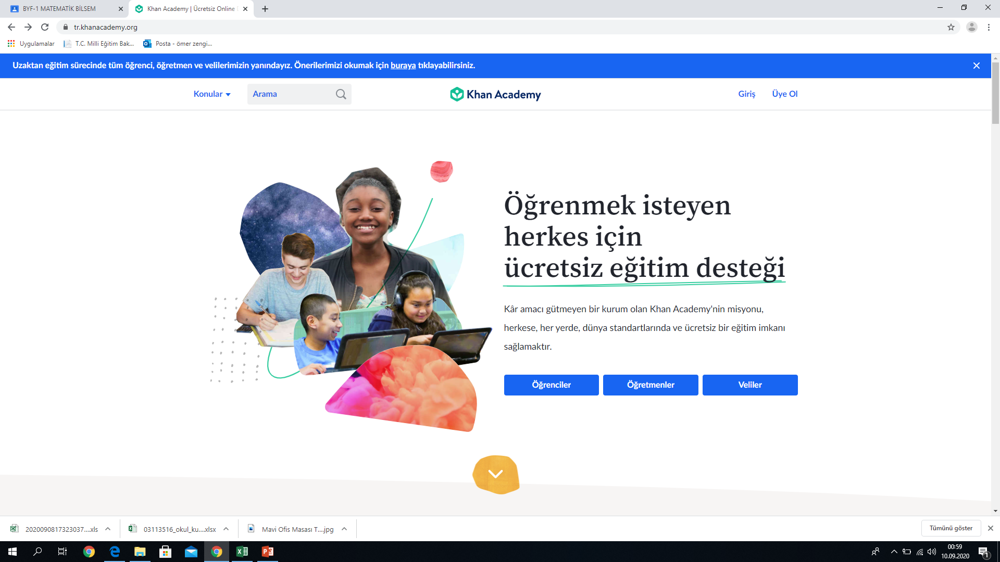 BYF-1 MATEMATİK BİLSEM
Khan Academy | Ücretsiz Online
tr.khanacademy.org
Uygulamalar
T.C. Milli Eğitim Bak...
Posta - ömer zengi...
Uzaktan eğitim sürecinde tüm öğrenci, öğretmen ve velilerimizin yanındayız. Önerilerimizi okumak için buraya tıklayabilirsiniz.
Konular
Arama
Khan Academy
Giriş
Üye Ol
Öğrenmek isteyen
herkes için
ücretsiz eğitim desteği
Kâr amacı gütmeyen bir kurum olan Khan Academy'nin misyonu,
herkese, her yerde, dünya standartlarında ve ücretsiz bir eğitim imkanı
sağlamaktır.
Öğrenciler
Öğretmenler
Veliler
2020090817323037....xls
03113516_okul_ku....xlsx
Mavi Ofis Masası T....jpg
Tümünü göster
00:59
10.09.2020
1